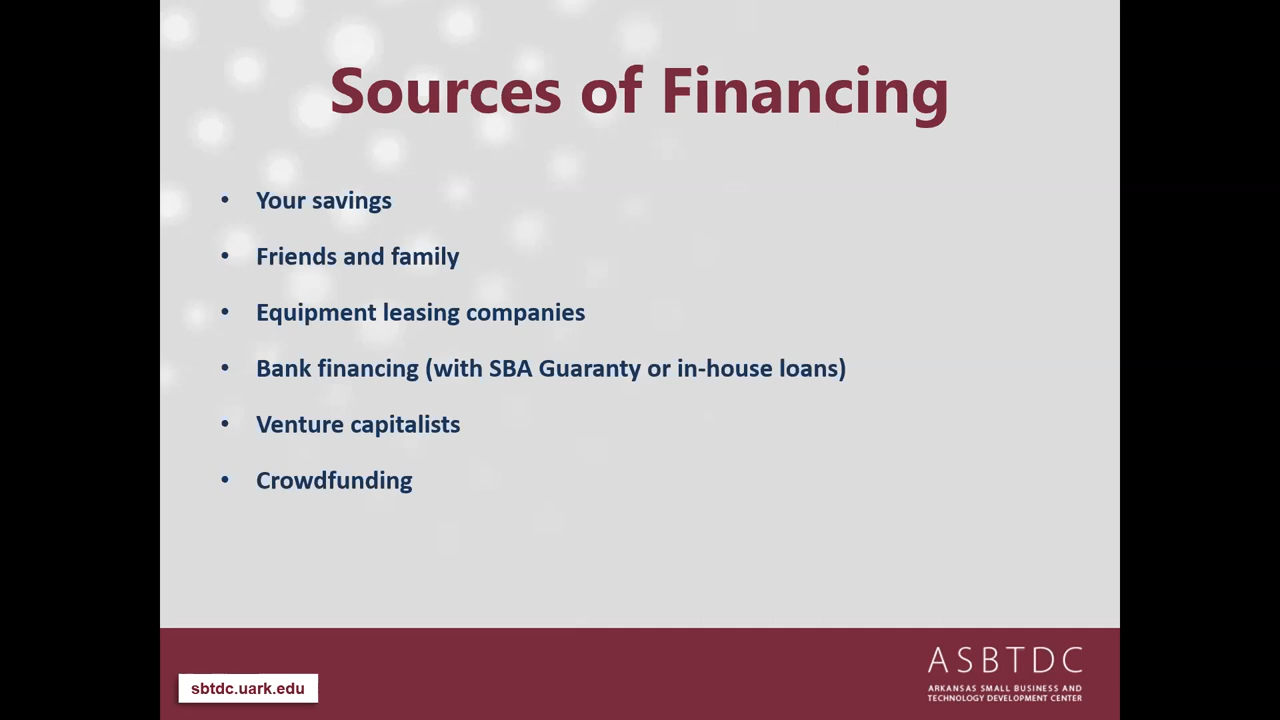 Sources of Financing
• Your savings
• Friends and family
• Equipment leasing companies
• Bank financing (with SBA Guaranty or in-house loans)
• Venture capitalists
• Crowdfunding
sbtdc.uark.edu
ASBTDC
ARKANSAS SMALL BUSINESS AND
TECHNOLOGY DEVELOPMENT CENTER